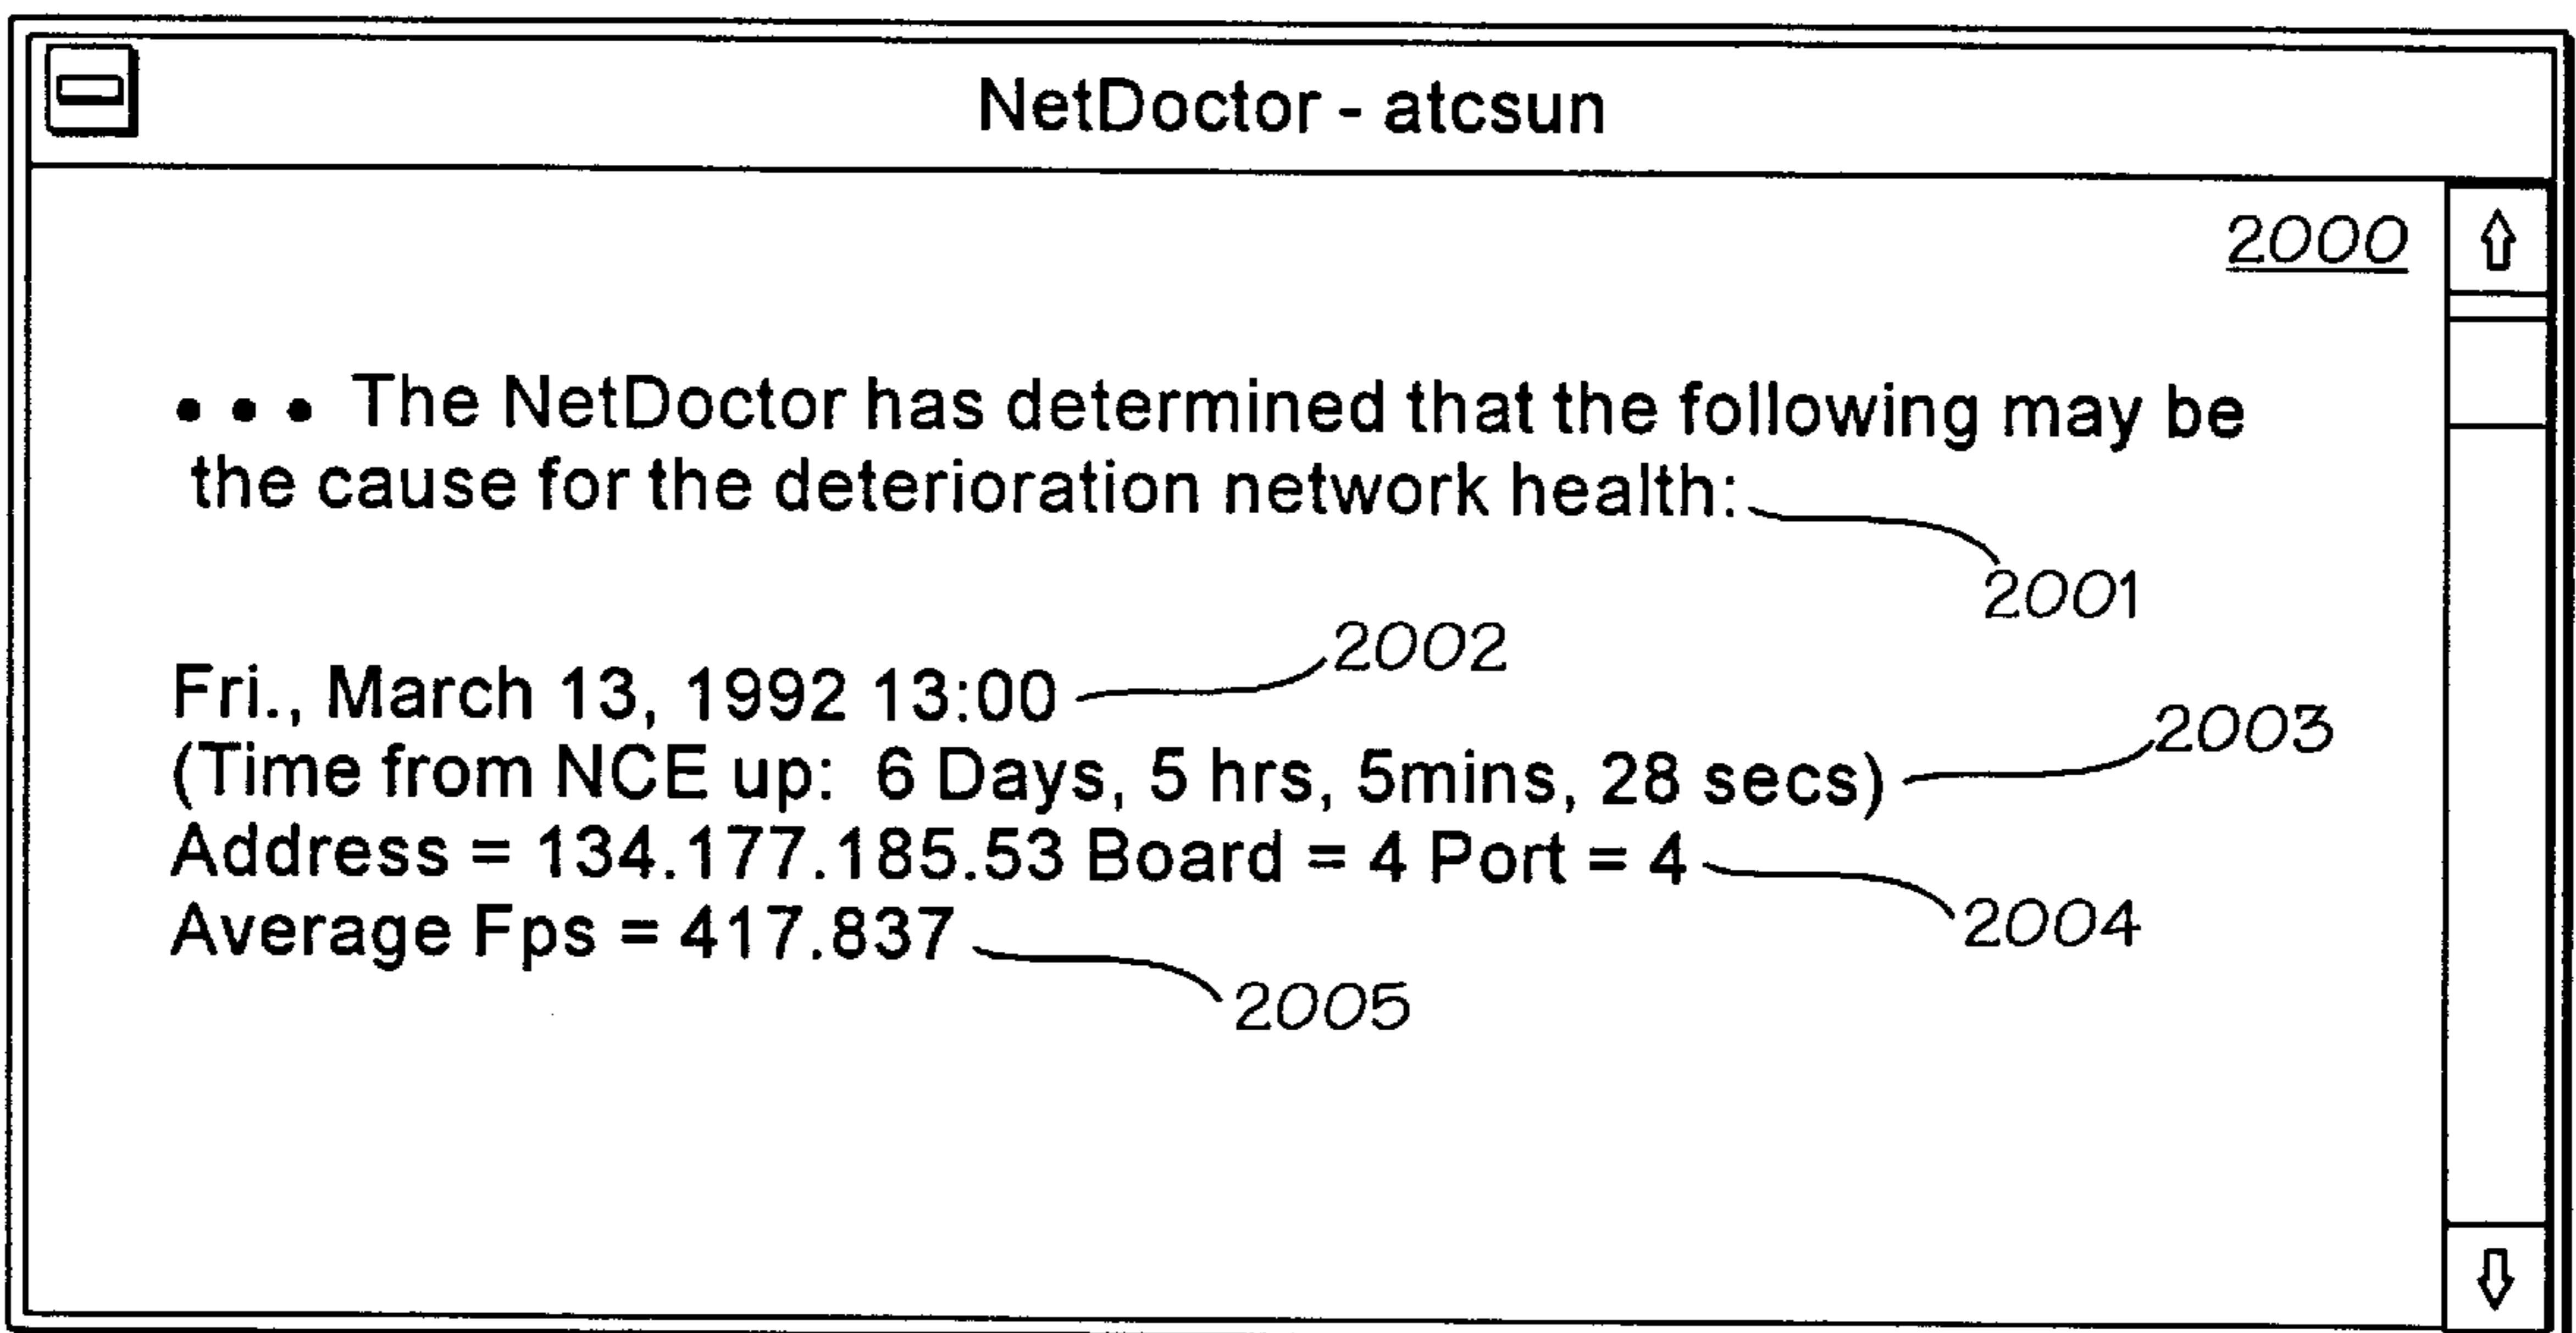 NetDoctor - atcsun
2000
• • • The NetDoctor has determined that the following may be
the cause for the deterioration network health:
2001
2002
Fri., March 13, 1992 13:00
2003
(Time from NCE up: 6 Days, 5 hrs, 5mins, 28 secs)
Address = 134.177.185.53 Board = 4 Port = 4
2004
Average Fps = 417.837
2005